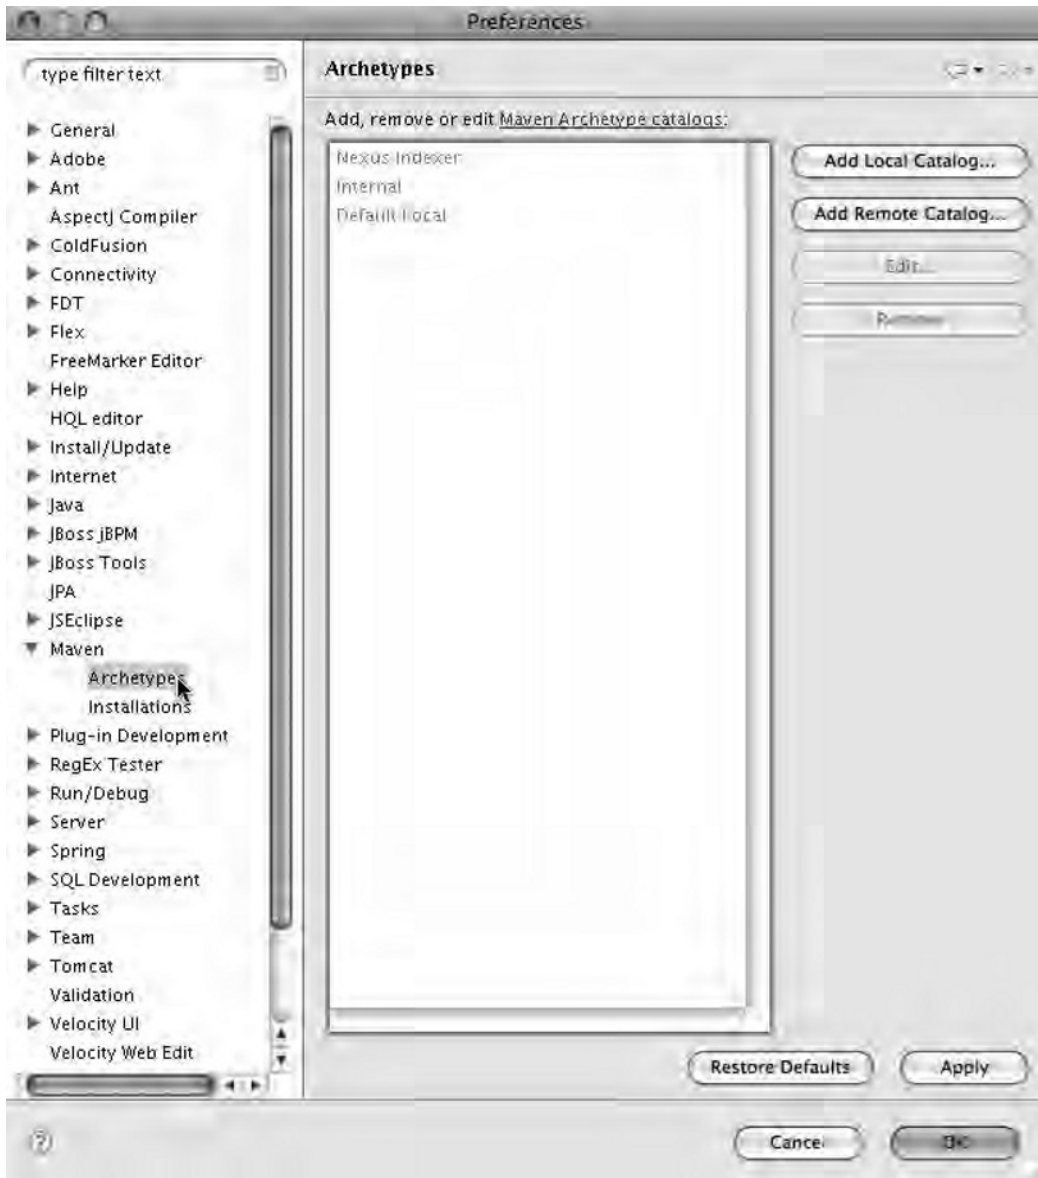 Preferences
type filter text
General
Adobe
Ant
AspectJ Compiler
ColdFusion
Connectivity
FDT
Flex
FreeMarker Editor
Help
HQL editor
Install/Update
Internet
Java
JBoss jBPM
JBoss Tools
JPA
JSEclipse
Maven
Archetypes
Installations
Plug-in Development
RegEx Tester
Run/Debug
Server
Spring
SQL Development
Tasks
Team
Tomcat
Validation
Velocity UI
Velocity Web Edit
Archetypes
Add, remove or edit Maven Archetype catalogs:
Nexus Indexer
Internal
Default Local
Add Local Catalog...
Add Remote Catalog...
Edit...
Remove
Restore Defaults
Apply
?
Cancel
OK